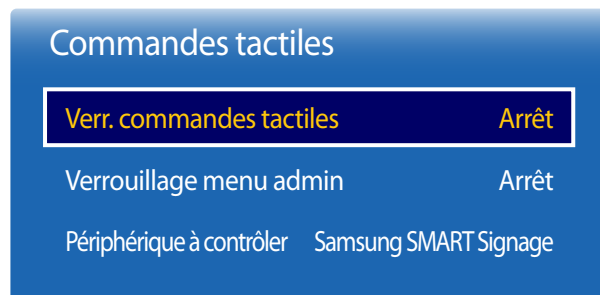 Commandes tactiles
Verr. commandes tactiles Arrêt
Verrouillage menu admin Arrêt
Périphérique à contrôler Samsung SMART Signage